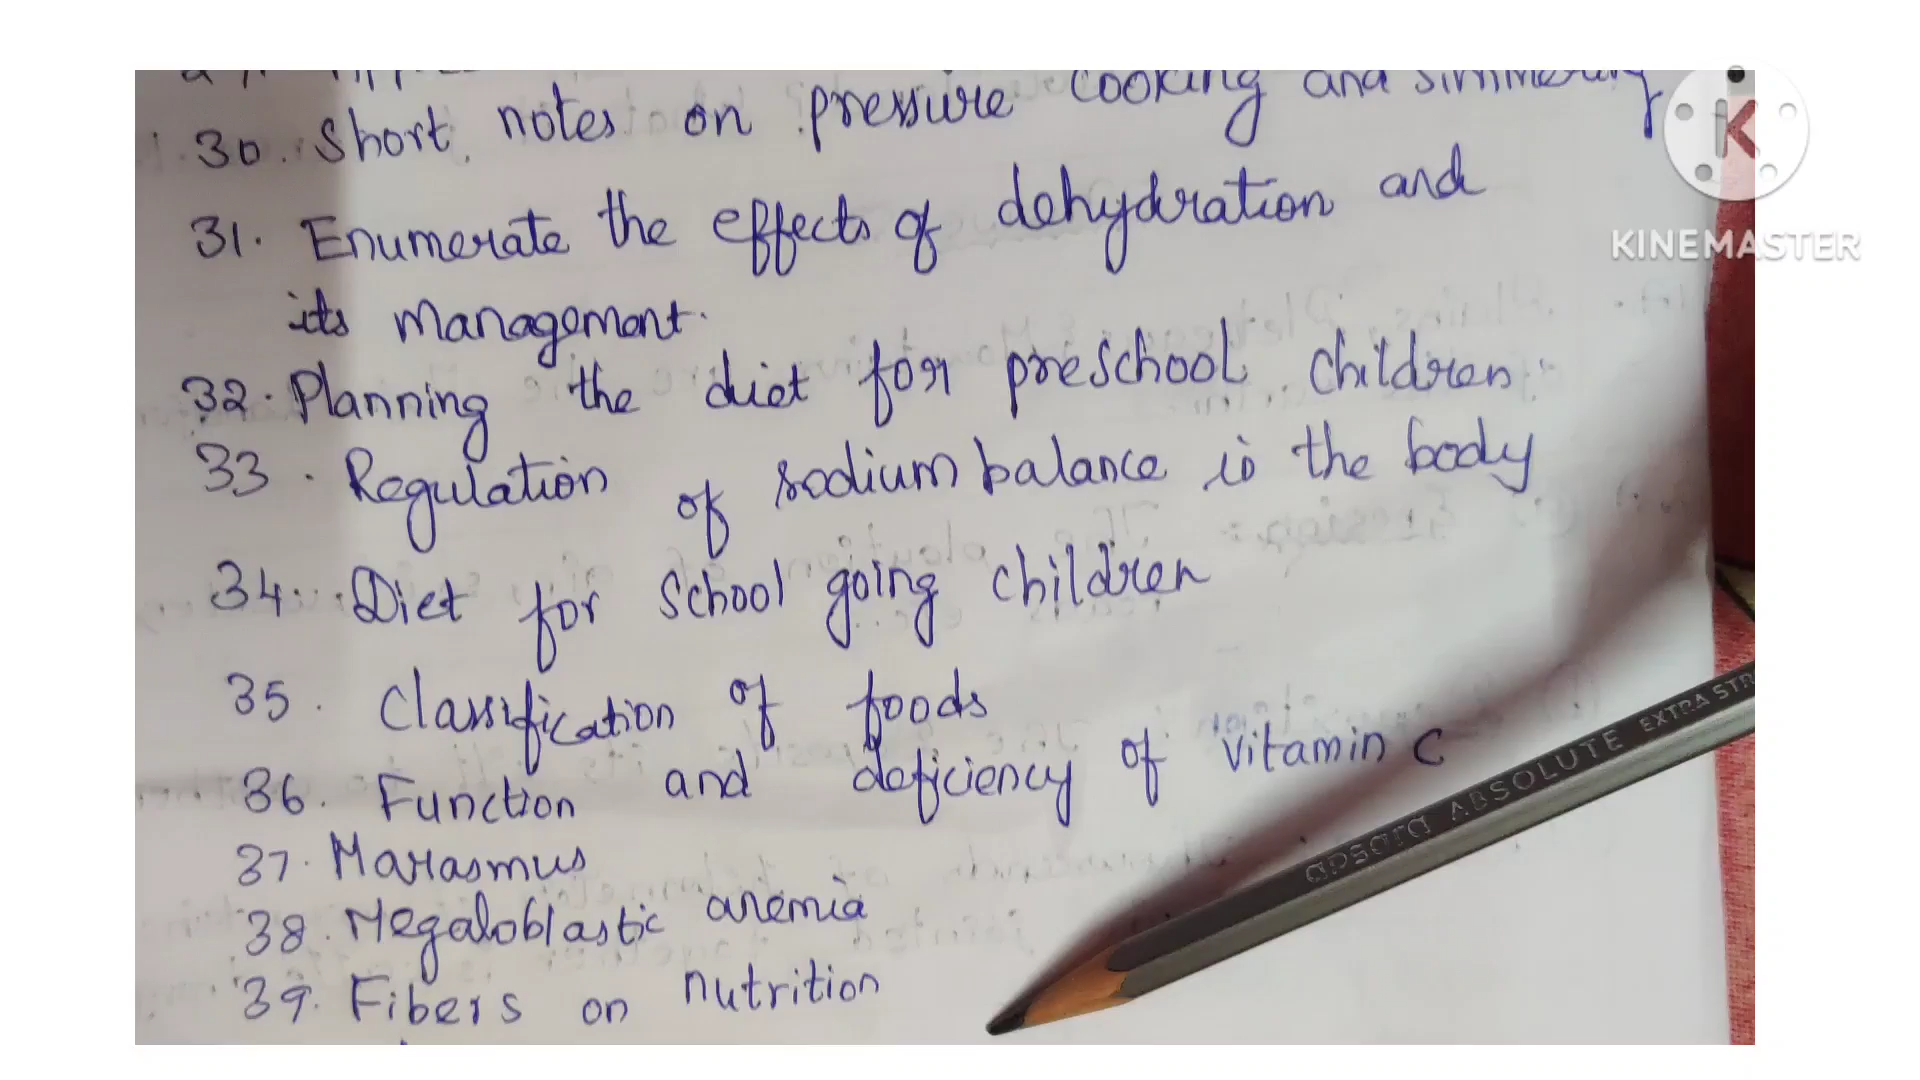 30. Short notes on pressure cooking and simmering
31. Enumerate the effects of dehydration and
its management.
32. Planning the diet for preschool children.
33. Regulation of sodium balance is the body
34. Diet for school going children
35. Classification of foods
36. Function and deficiency of vitamin C
37. Marasmus
38. Megaloblastic anemia
39. Fibers on nutrition
K
KINEMASTER
apsara ABSOLUTE EXTRA STR